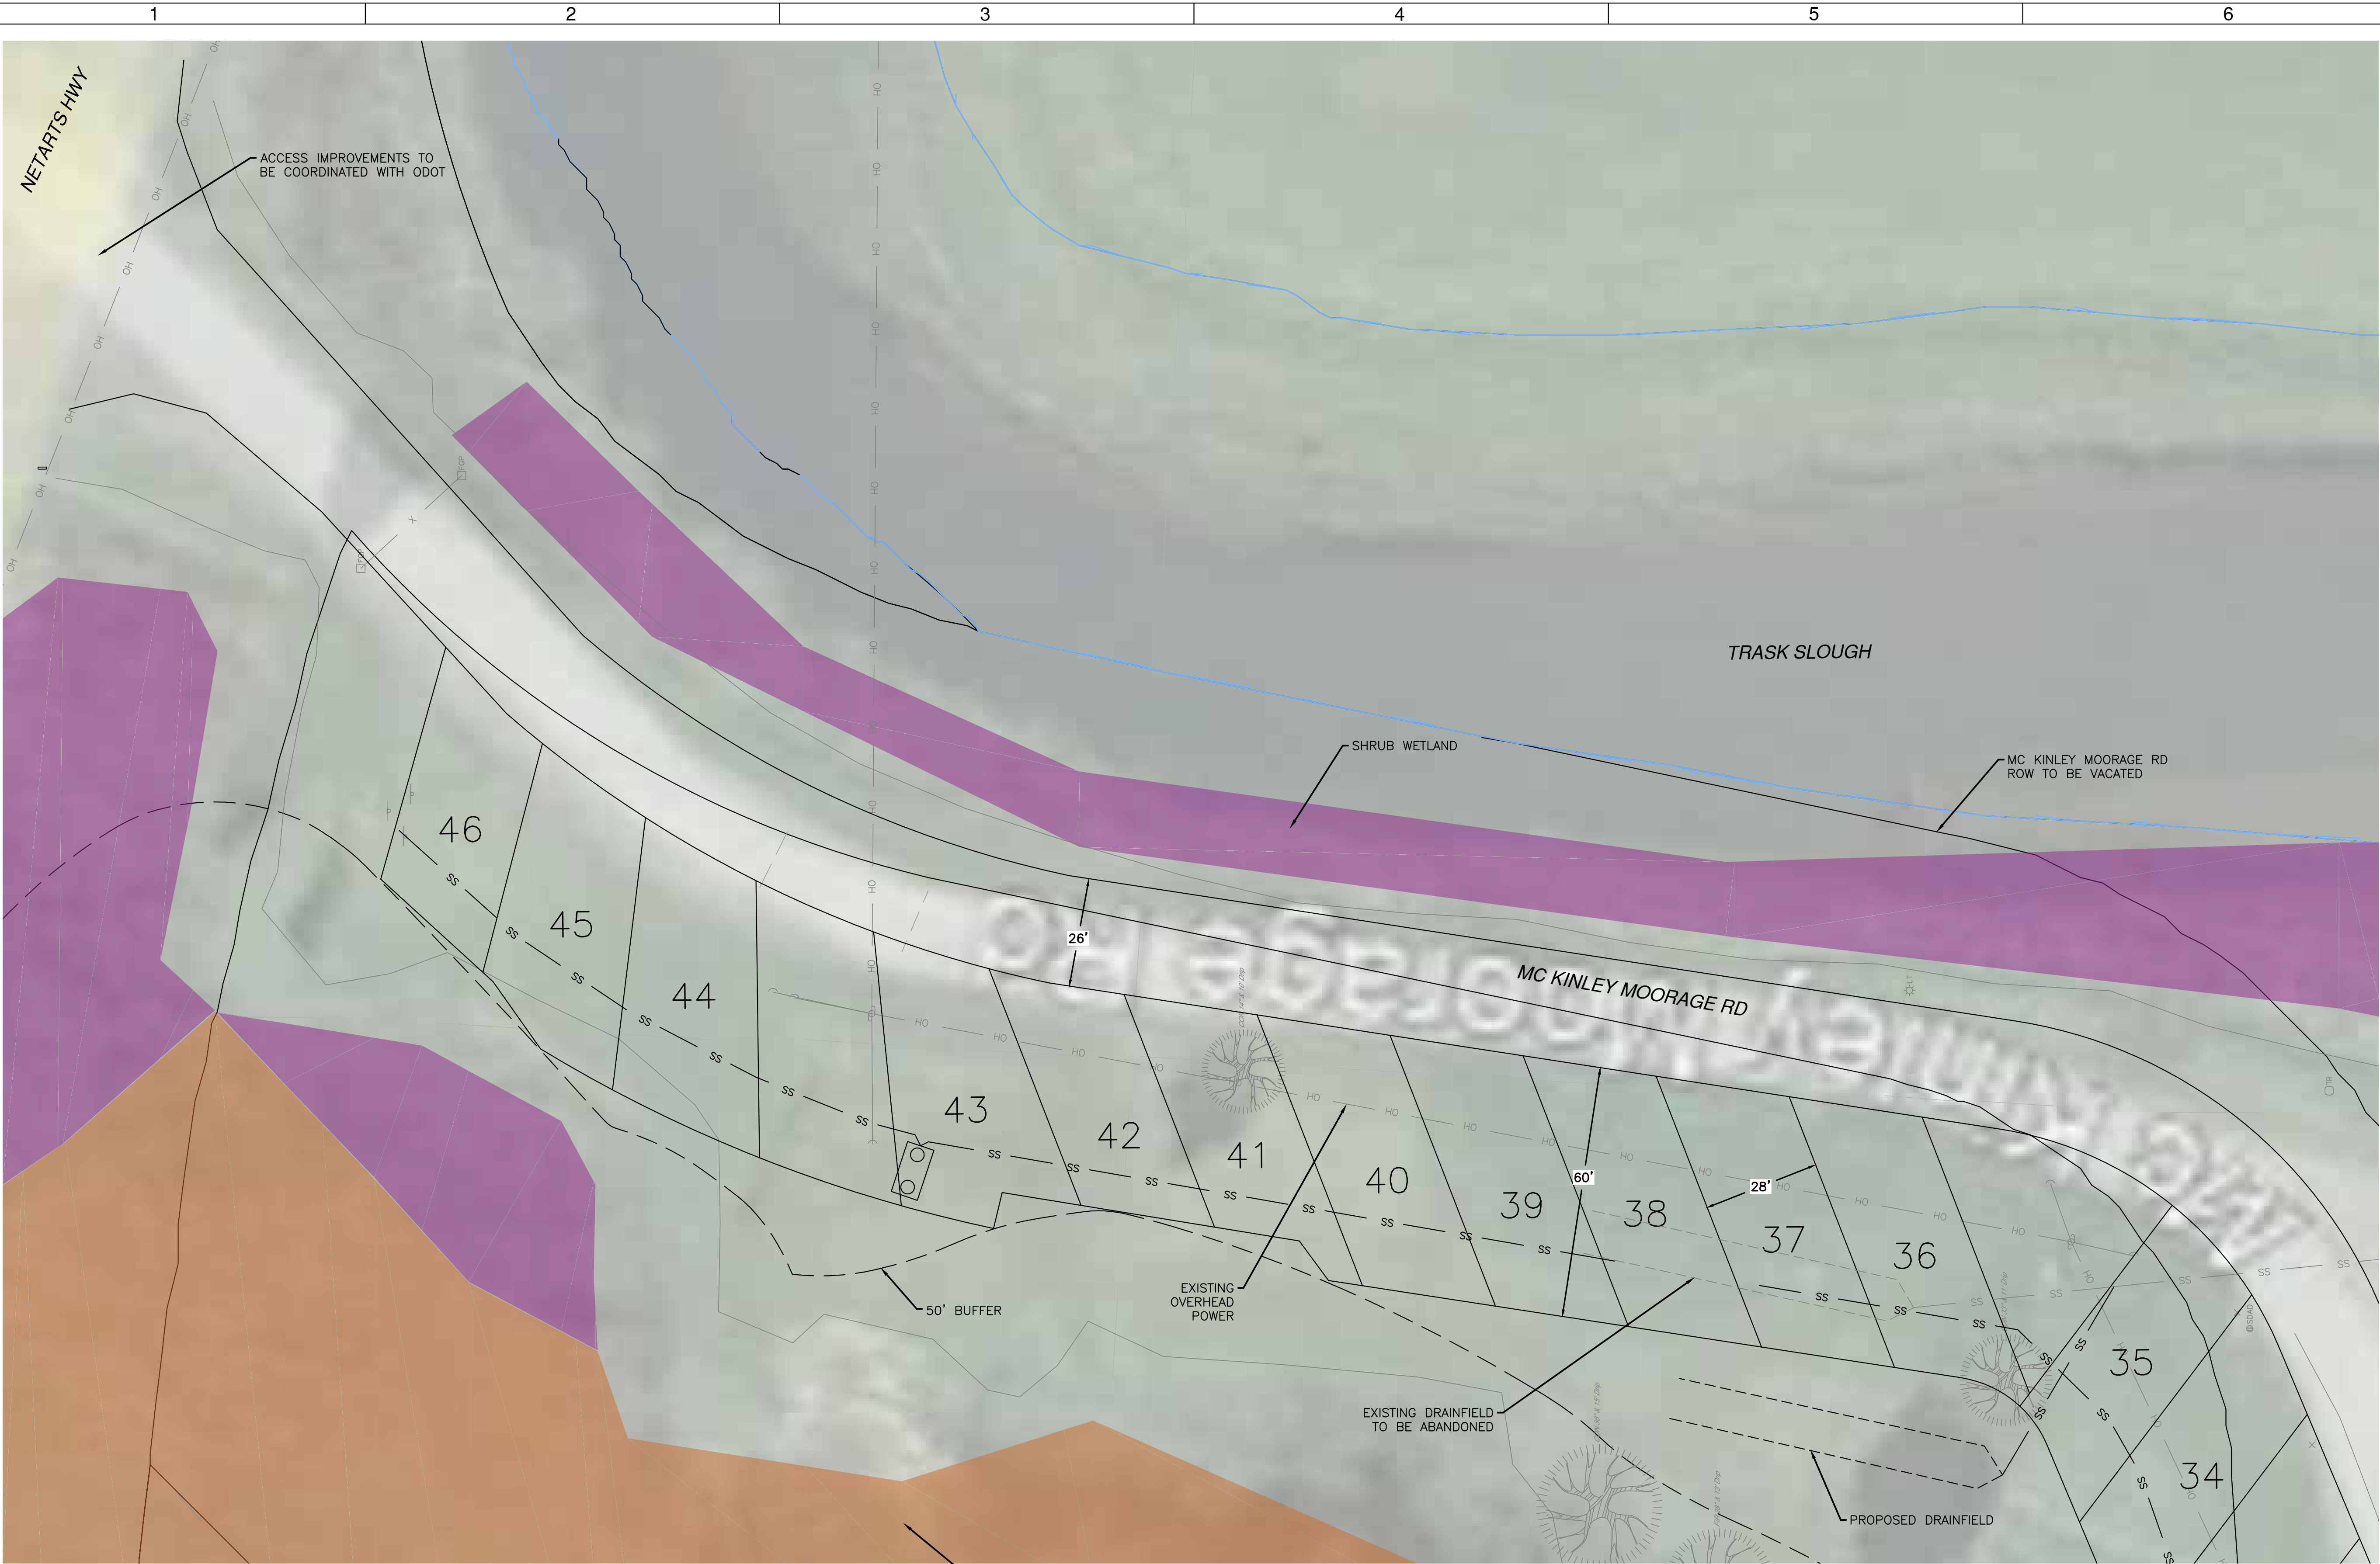 1
2
3
4
5
6
NETARTS HWY
ACCESS IMPROVEMENTS TO
BE COORDINATED WITH ODOT
TRASK SLOUGH
SHRUB WETLAND
MC KINLEY MOORAGE RD
ROW TO BE VACATED
26'
MC KINLEY MOORAGE RD
46
45
44
43
42
41
40
39
38
37
36
35
34
60'
28'
50' BUFFER
EXISTING
OVERHEAD
POWER
EXISTING DRAINFIELD
TO BE ABANDONED
PROPOSED DRAINFIELD